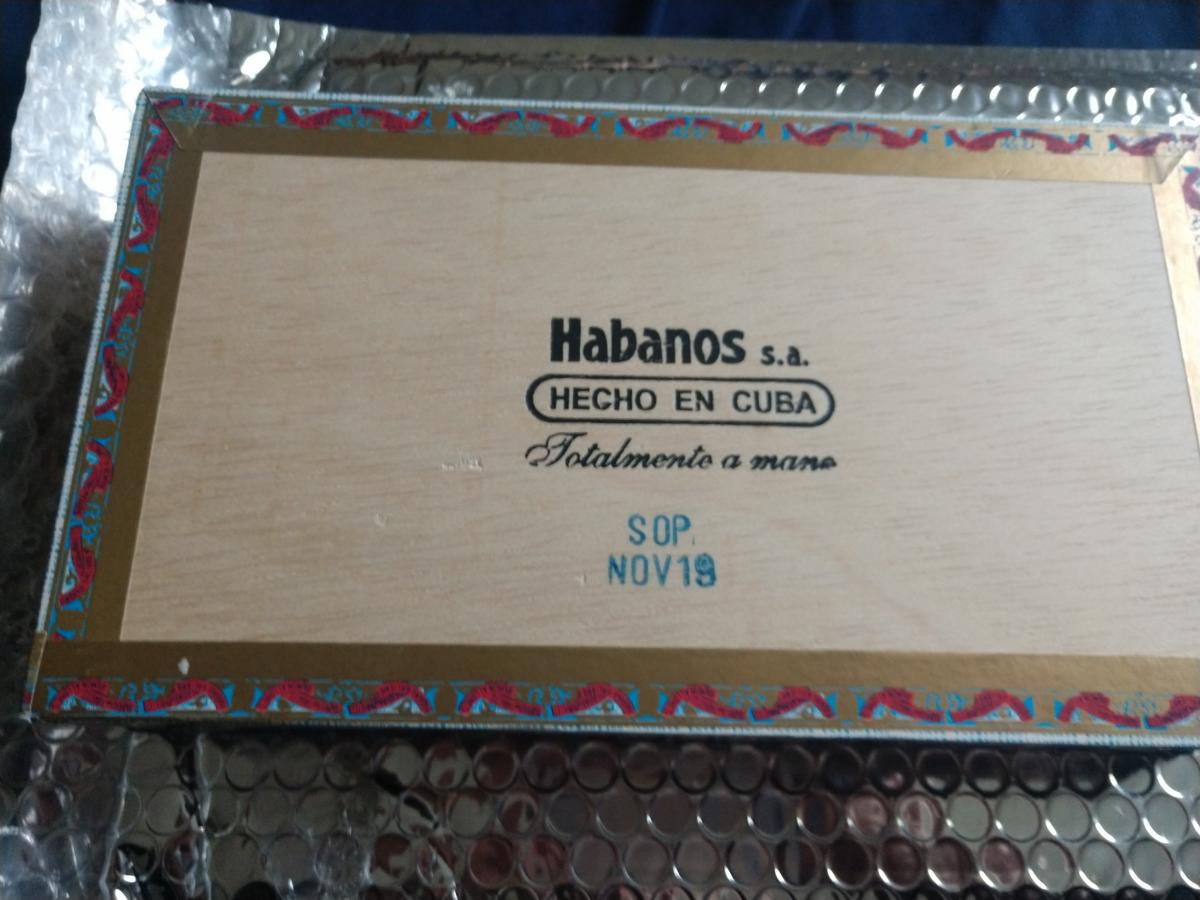 Habanos s.a.
HECHO EN CUBA
Totalmente a mano
SOP
NOV19